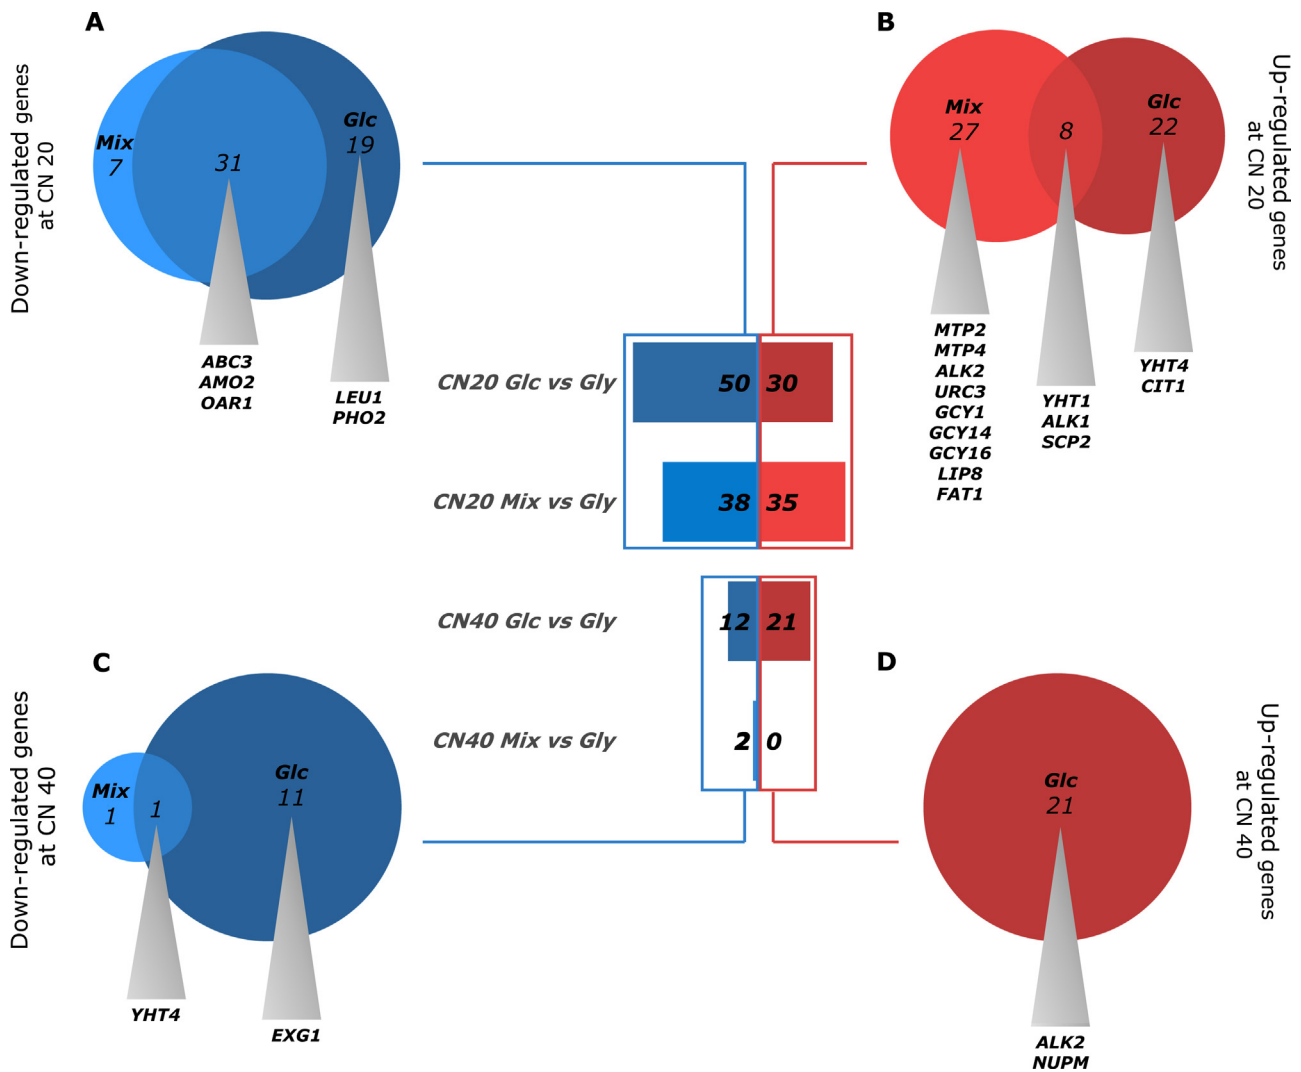 A
Down-regulated genes
at CN 20
Mix
7
31
Glc
19
ABC3
AMO2
OAR1
LEU1
PHO2
B
Up-regulated genes
at CN 20
Mix
27
8
Glc
22
MTP2
MTP4
ALK2
URC3
GCY1
GCY14
GCY16
LIP8
FAT1
YHT1
ALK1
SCP2
YHT4
CIT1
CN20 Glc vs Gly 50 30
CN20 Mix vs Gly 38 35
CN40 Glc vs Gly 12 21
CN40 Mix vs Gly 2 0
C
Down-regulated genes
at CN 40
Mix
1
1
Glc
11
YHT4
EXG1
D
Up-regulated genes
at CN 40
Glc
21
ALK2
NUPM